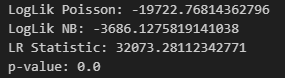 LogLik Poisson: -19722.76814362796
LogLik NB: -3686.1275819141038
LR Statistic: 32073.28112342771
p-value: 0.0